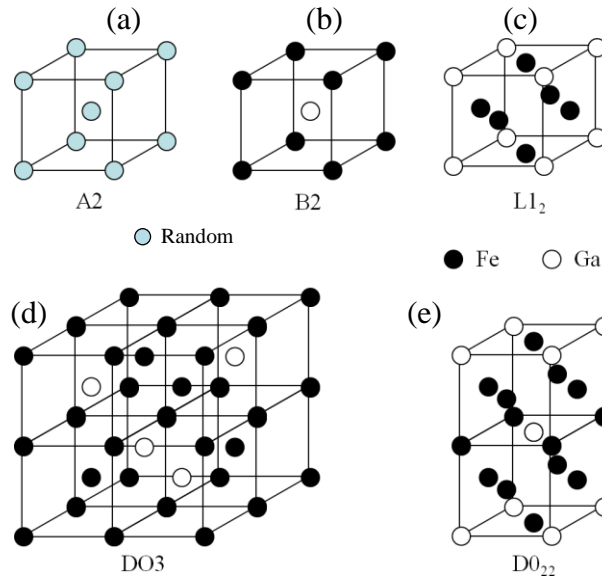 (a) (b) (c)
A2 B2 L1₂
Random
Fe Ga
(d) (e)
DO3 D0₂₂